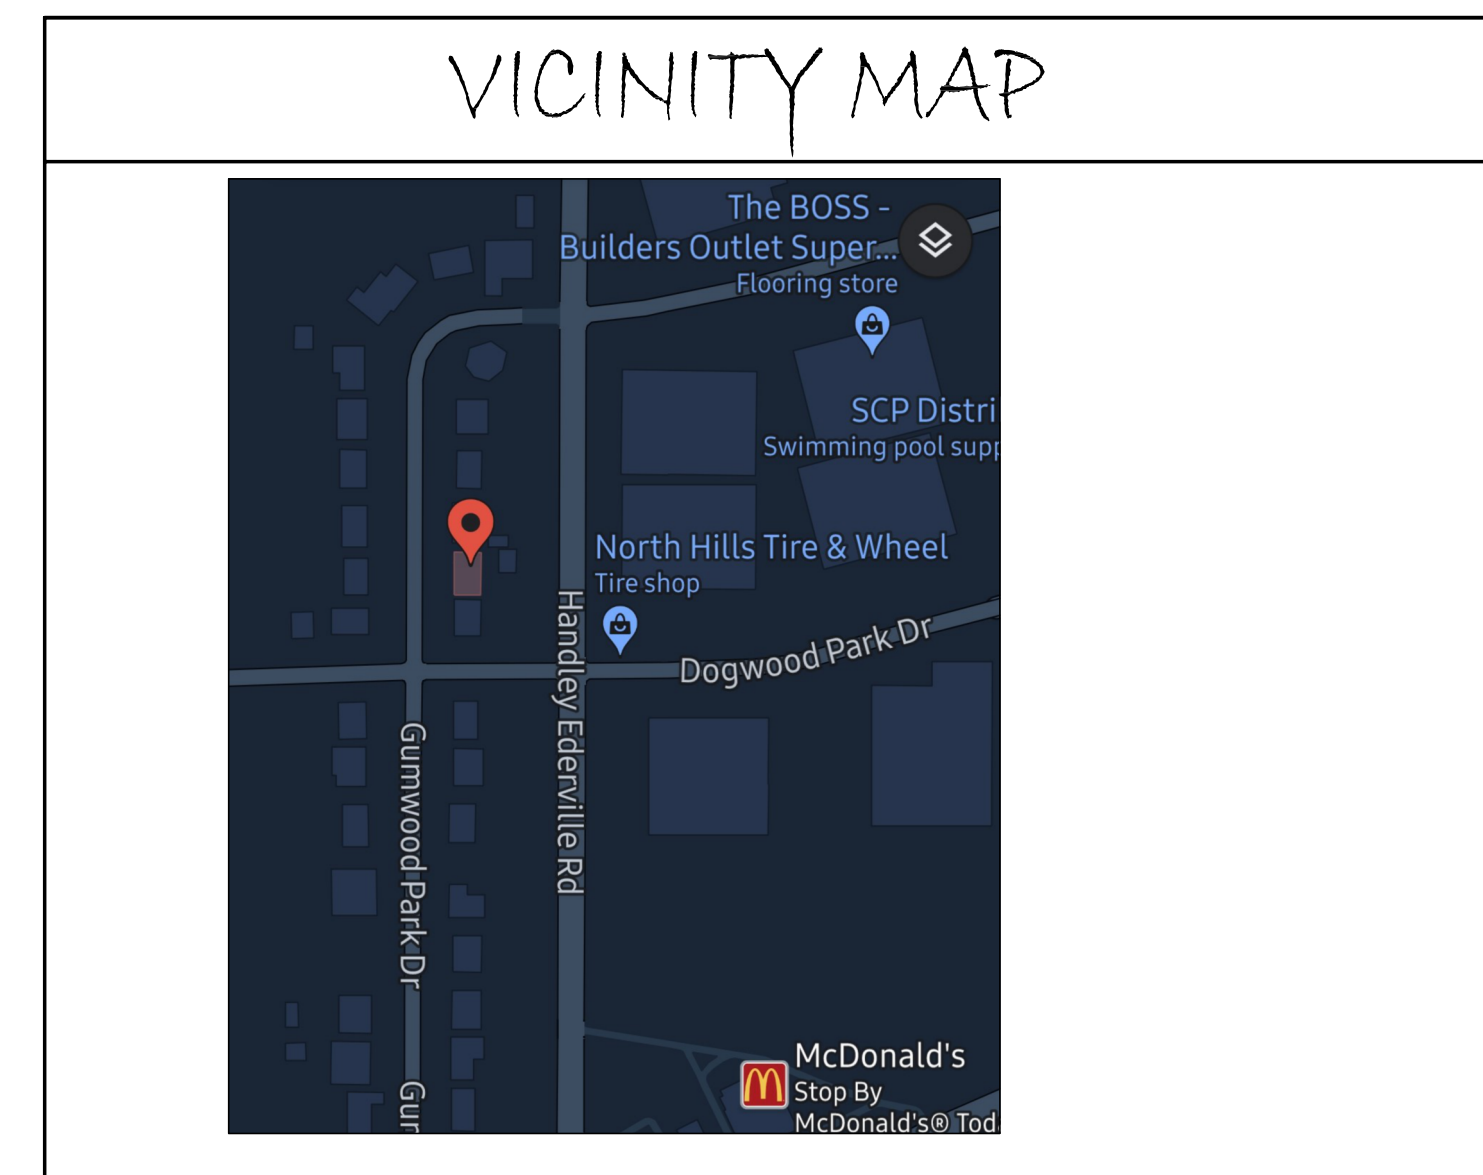 VICINITY MAP
The BOSS -
Builders Outlet Super...
Flooring store
SCP Distri
Swimming pool supp
North Hills Tire & Wheel
Tire shop
Dogwood Park Dr
Handley Ederville Rd
Gumwood Park Dr
McDonald's
Stop By
McDonald's® Tod
Gur